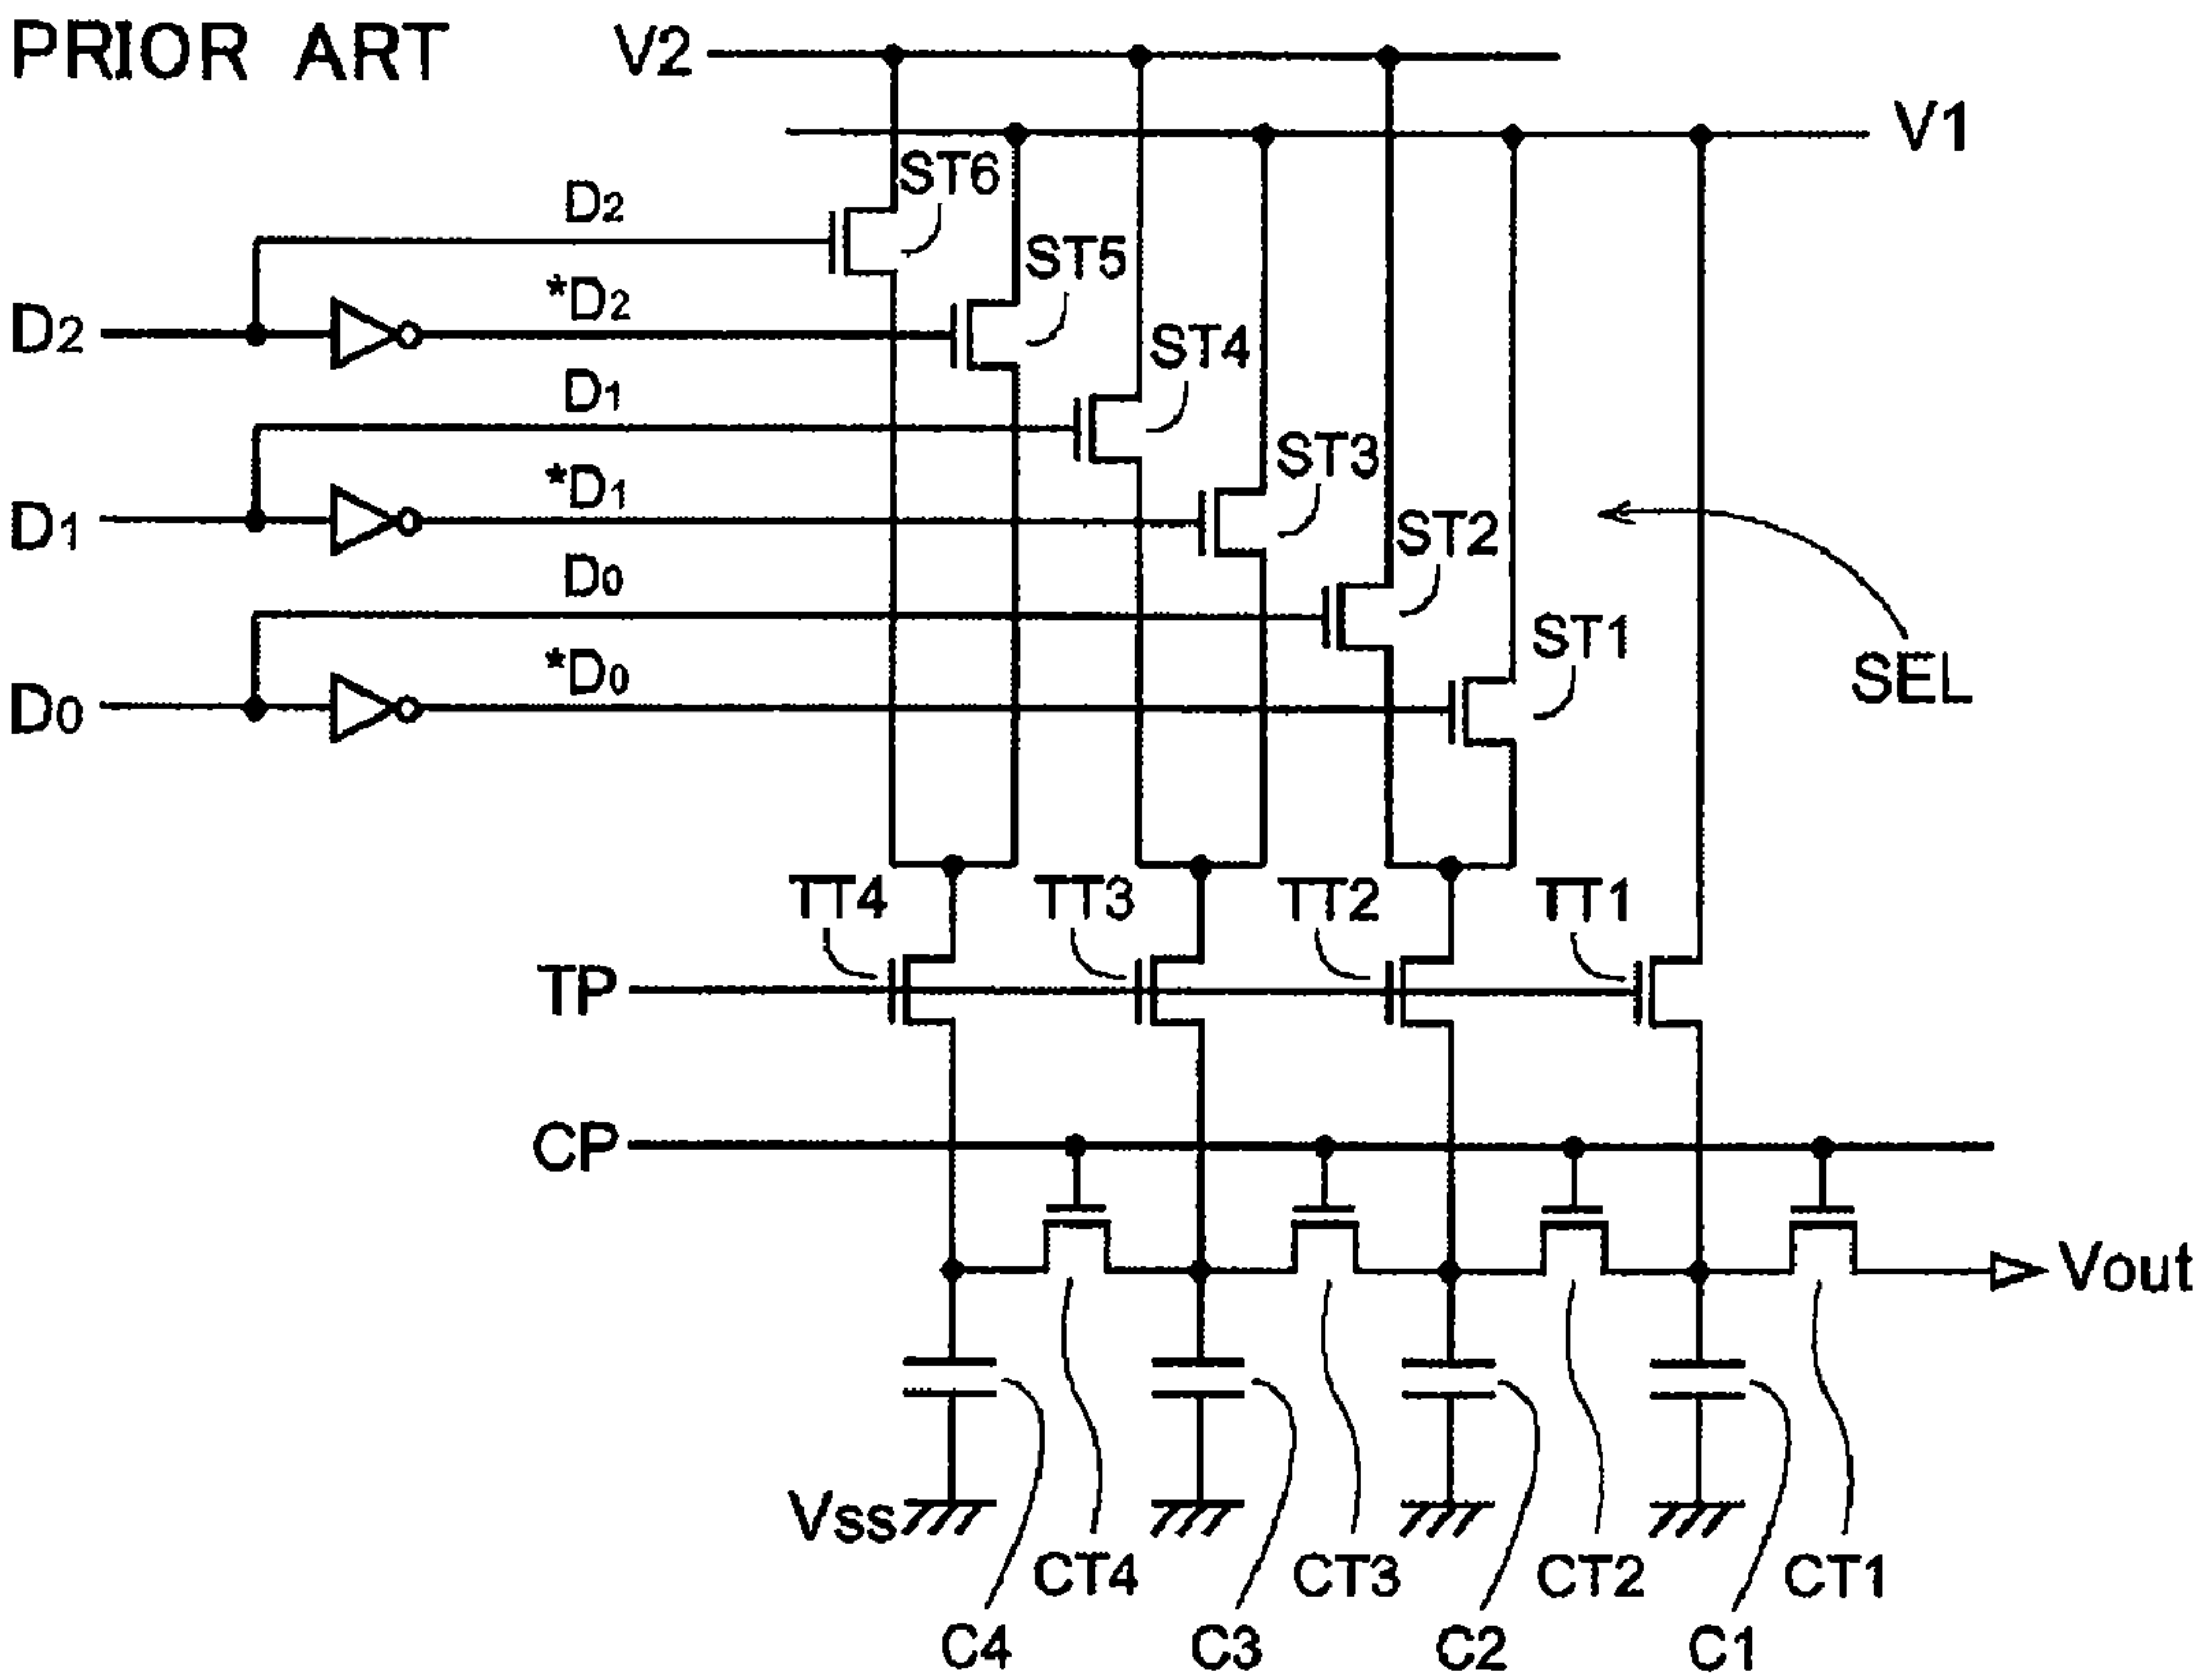 PRIOR ART
V2
V1
ST6
D2
ST5
*D2
D2
ST4
D1
ST3
*D1
D1
ST2
D0
ST1
*D0
SEL
D0
TT4
TT3
TT2
TT1
TP
CP
Vout
Vss
CT4
CT3
CT2
CT1
C4
C3
C2
C1